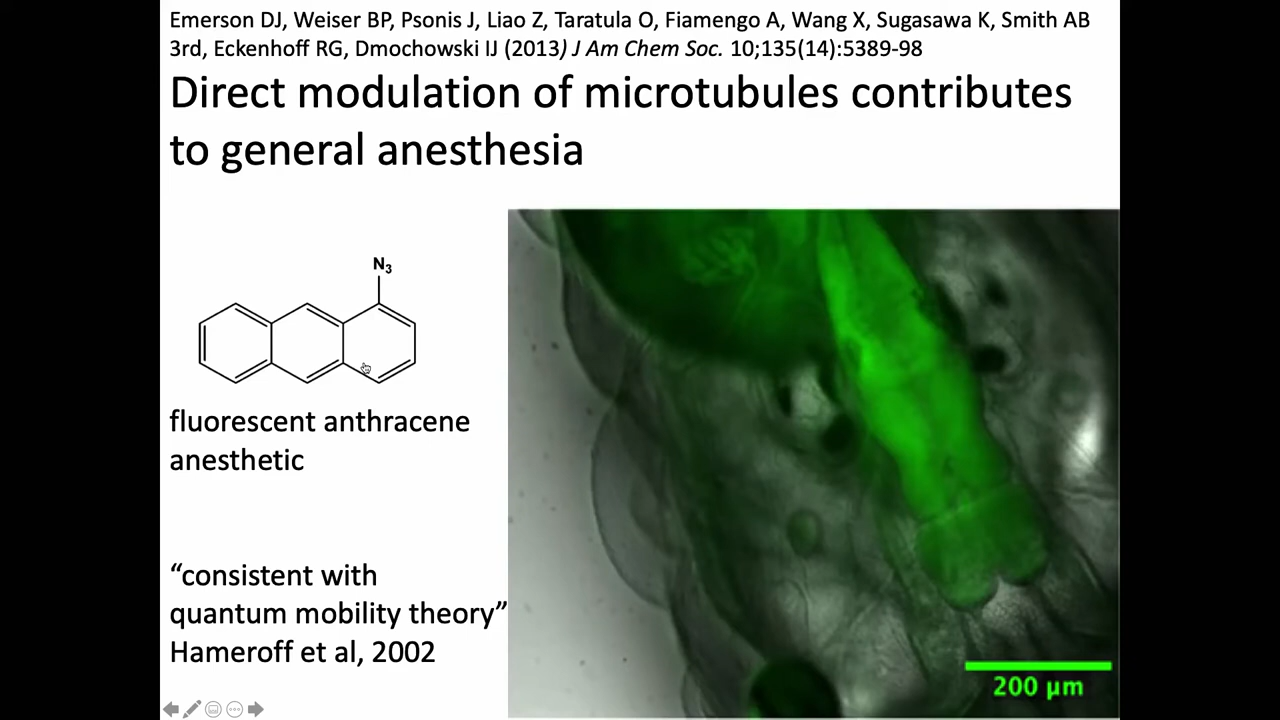 Emerson DJ, Weiser BP, Psonis J, Liao Z, Taratula O, Fiamengo A, Wang X, Sugasawa K, Smith AB
3rd, Eckenhoff RG, Dmochowski IJ (2013) J Am Chem Soc. 10;135(14):5389-98
Direct modulation of microtubules contributes
to general anesthesia
N3
fluorescent anthracene
anesthetic
“consistent with
quantum mobility theory”
Hameroff et al, 2002
200 µm